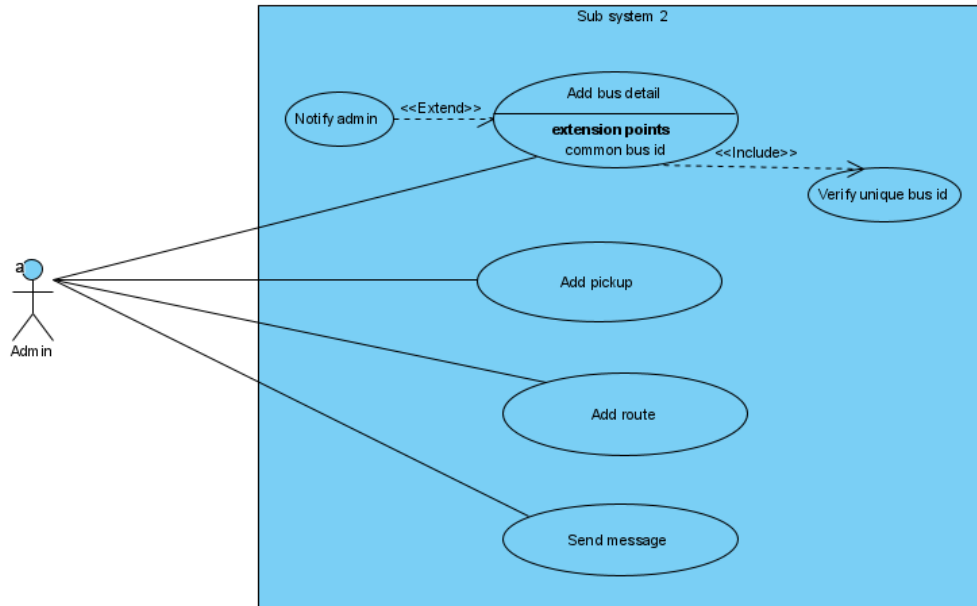 Sub system 2
Add bus detail
<<Extend>>
Notify admin
extension points
common bus id
<<Include>>
Verify unique bus id
a
Admin
Add pickup
Add route
Send message